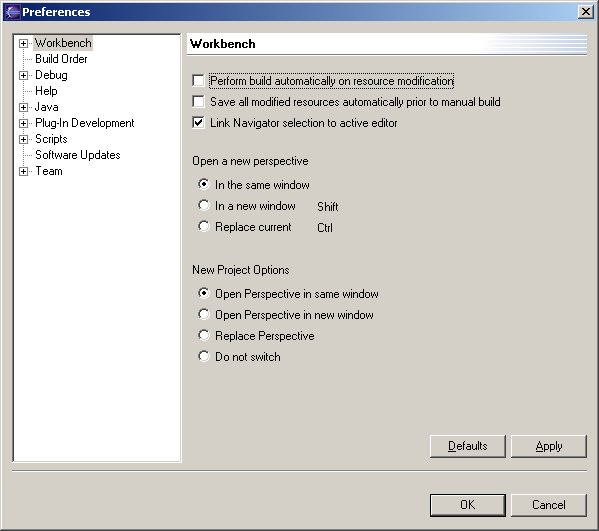 Preferences
Workbench
Build Order
Debug
Help
Java
Plug-In Development
Scripts
Software Updates
Team
Workbench
Perform build automatically on resource modification
Save all modified resources automatically prior to manual build
Link Navigator selection to active editor
Open a new perspective
In the same window
In a new window Shift
Replace current Ctrl
New Project Options
Open Perspective in same window
Open Perspective in new window
Replace Perspective
Do not switch
Defaults Apply
OK Cancel